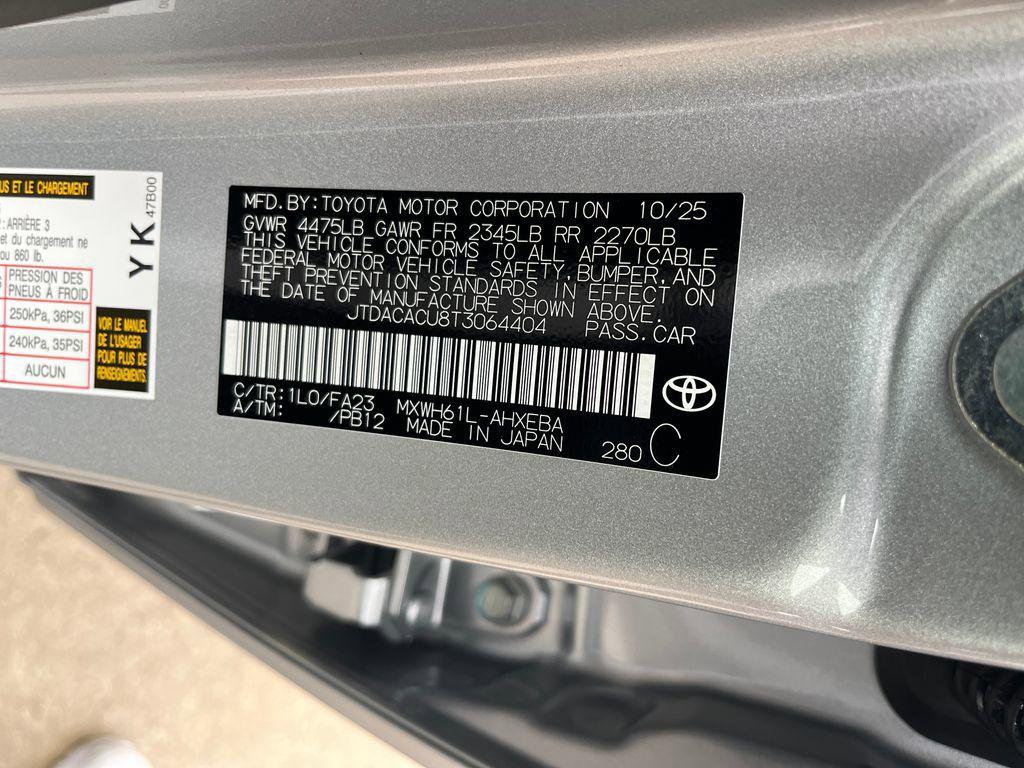 US ET LE CHARGEMENT
: ARRIÈRE 3
et du chargement ne
ou 860 lb.
PRESSION DES
PNEUS À FROID
250kPa, 36PSI
240kPa, 35PSI
AUCUN
YK
47B00
VOIR LE MANUEL
DE L'USAGER
POUR PLUS DE
RENSEIGNEMENTS
MFD.BY:TOYOTA MOTOR CORPORATION 10/25
GVWR 4475LB GAWR FR 2345LB RR 2270LB
THIS VEHICLE CONFORMS TO ALL APPLICABLE
FEDERAL MOTOR VEHICLE SAFETY,BUMPER,AND
THEFT PREVENTION STANDARDS IN EFFECT ON
THE DATE OF MANUFACTURE SHOWN ABOVE.
JTDACACU8T3064404 PASS.CAR
C/TR:1L0/FA23 MXWH61L-AHXEBA
A/TM: /PB12 MADE IN JAPAN 280 C